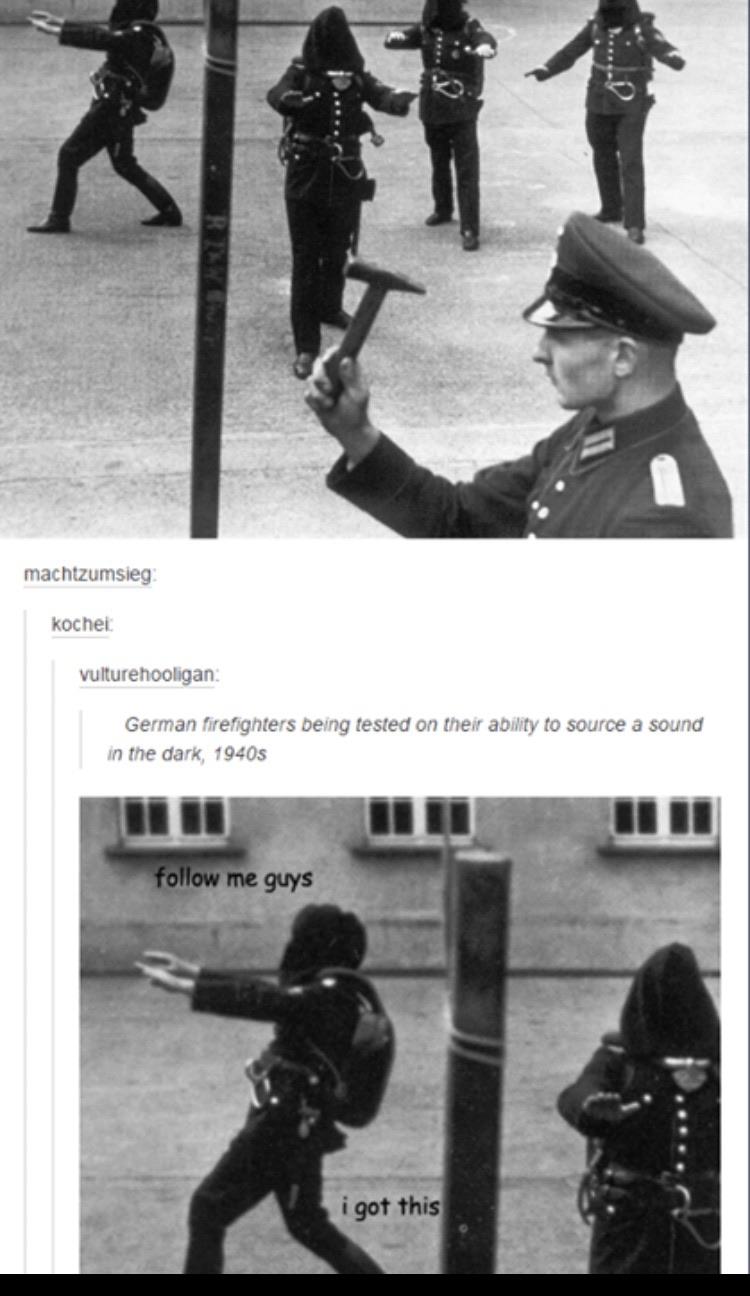 machtzumsieg:
kochei:
vulturehooligan:
German firefighters being tested on their ability to source a sound
in the dark, 1940s
follow me guys
i got this